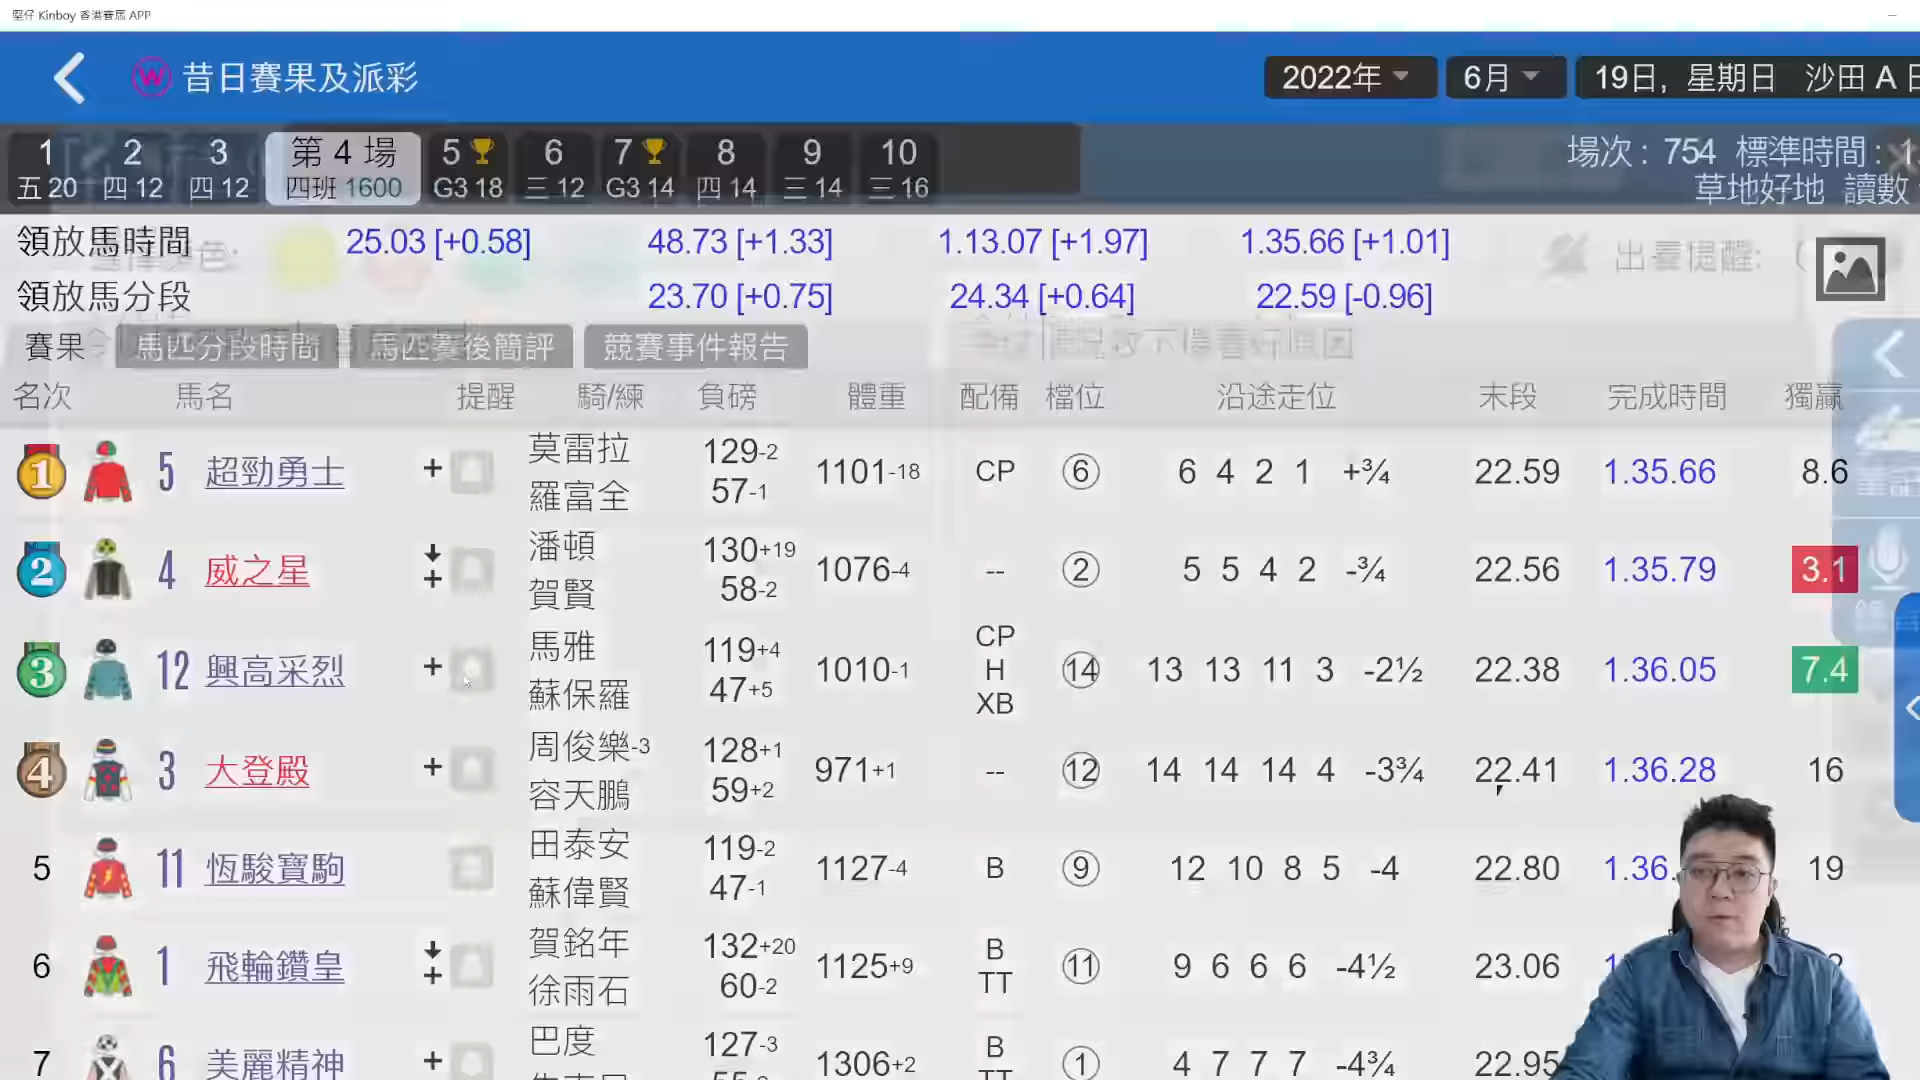 堅仔 Kinboy 香港賽馬 APP
昔日賽果及派彩 2022年 6月 19日, 星期日 沙田 A
1 2 3 第 4 場 5 6 7 8 9 10 場次: 754 標準時間:
五 20 四 12 四 12 四班 1600 G3 18 三 12 G3 14 四 14 三 14 三 16 草地好地 讀數
領放馬時間 25.03 [+0.58] 48.73 [+1.33] 1.13.07 [+1.97] 1.35.66 [+1.01] 出賽提醒:
領放馬分段 23.70 [+0.75] 24.34 [+0.64] 22.59 [-0.96]
賽果 馬匹分段時間 馬匹賽後簡評 競賽事件報告
名次 馬名 提醒 騎/練 負磅 體重 配備 檔位 沿途走位 末段 完成時間 獨贏
1 5 超勁勇士 + 莫雷拉 羅富全 129-2 57-1 1101-18 CP 6 6 4 2 1 +¾ 22.59 1.35.66 8.6
2 4 威之星 + 潘頓 賀賢 130+19 58-2 1076-4 -- 2 5 5 4 2 -¾ 22.56 1.35.79 3.1
3 12 興高采烈 + 馬雅 蘇保羅 119+4 47+5 1010-1 CP H XB 14 13 13 11 3 -2½ 22.38 1.36.05 7.4
4 3 大登殿 + 周俊樂-3 容天鵬 128+1 59+2 971+1 -- 12 14 14 14 4 -3¾ 22.41 1.36.28 16
5 11 恆駿寶駒 田泰安 蘇偉賢 119-2 47-1 1127-4 B 9 12 10 8 5 -4 22.80 1.36. 19
6 1 飛輪鑽皇 + 賀銘年 徐雨石 132+20 60-2 1125+9 B TT 11 9 6 6 6 -4½ 23.06
7 6 美麗精神 + 巴度 127-3 1306+2 B TT 1 4 7 7 7 -4¾ 22.95